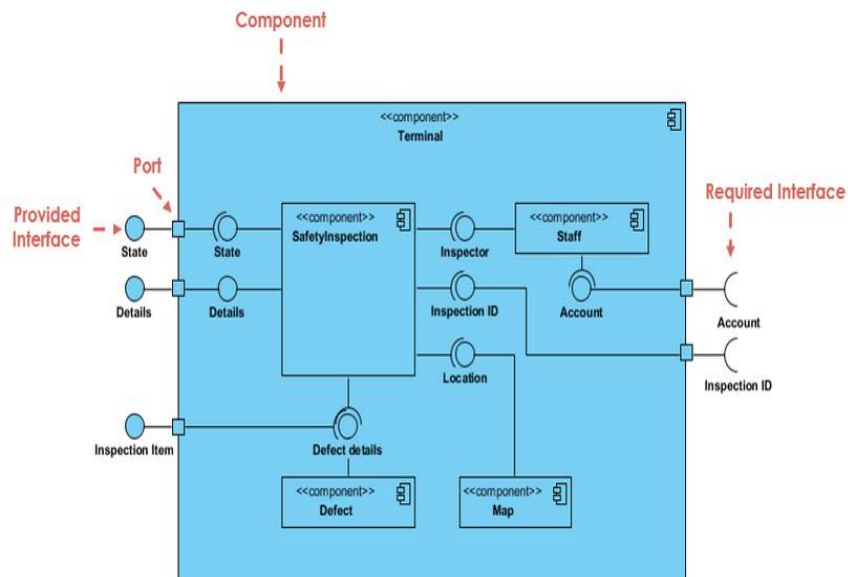 Component
<<component>>
Terminal
Port
Provided
Interface
Required Interface
<<component>>
SafetyInspection
<<component>>
Staff
State
State
Inspector
Details
Details
Inspection ID
Account
Account
Location
Inspection ID
Inspection Item
Defect details
<<component>>
Defect
<<component>>
Map